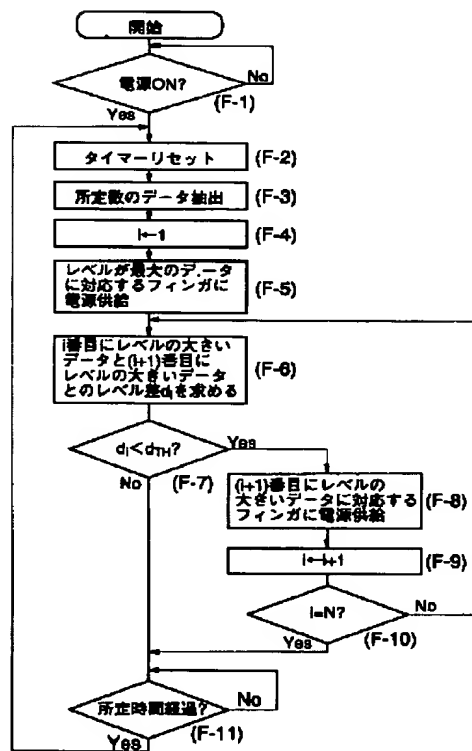 開始
電源ON?
No
(F-1)
Yes
タイマーリセット
(F-2)
所定数のデータ抽出
(F-3)
i←1
(F-4)
レベルが最大のデータ
に対応するフィンガに
電源供給
(F-5)
i番目にレベルの大きい
データと(i+1)番目に
レベルの大きいデータ
とのレベル差diを求める
(F-6)
di<dTH?
Yes
(F-7)
No
(i+1)番目にレベルの
大きいデータに対応する
フィンガに電源供給
(F-8)
i←i+1
(F-9)
i=N?
No
(F-10)
Yes
所定時間経過?
No
(F-11)
Yes